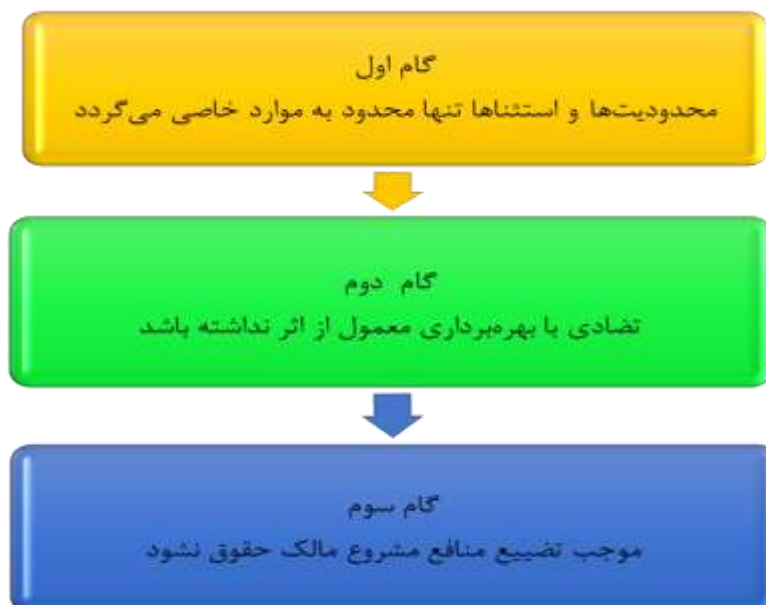 گام اول
محدودیت‌ها و استثناها تنها محدود به موارد خاصی می‌گردد
گام دوم
تضادی با بهره‌برداری معمول از اثر نداشته باشد
گام سوم
موجب تضییع منافع مشروع مالک حقوق نشود